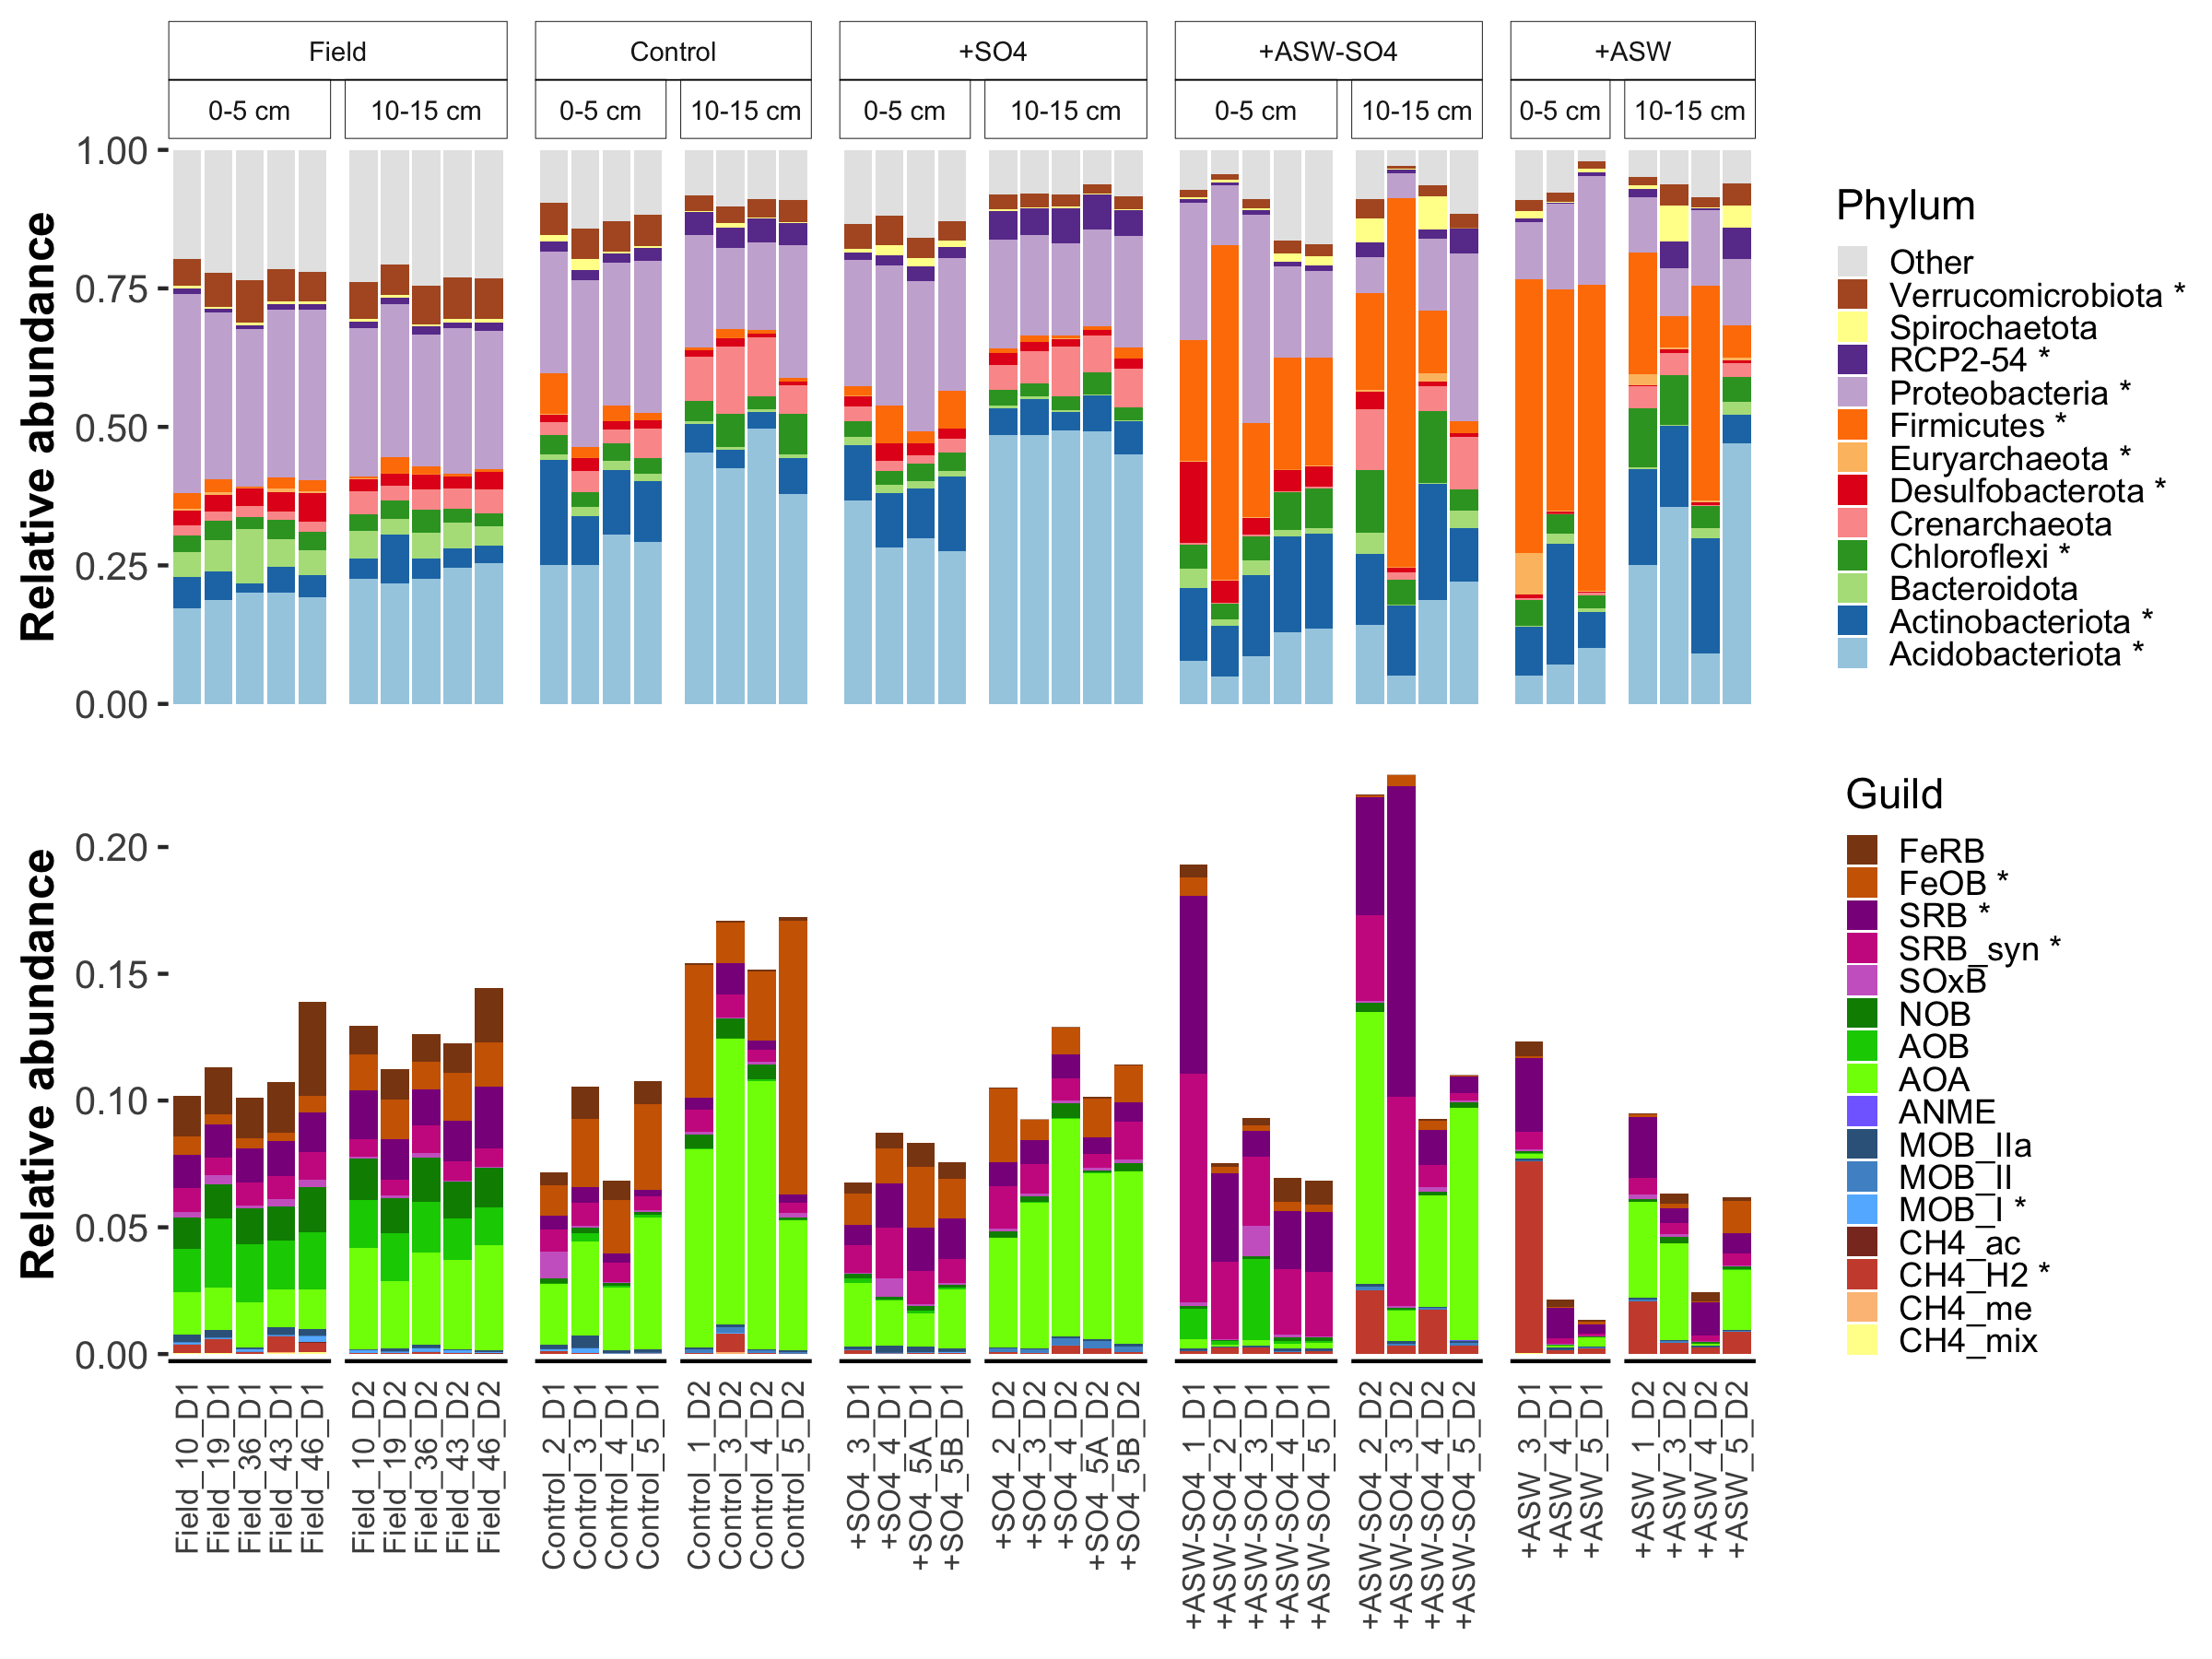 Field Control +SO4 +ASW-SO4 +ASW
0-5 cm 10-15 cm 0-5 cm 10-15 cm 0-5 cm 10-15 cm 0-5 cm 10-15 cm 0-5 cm 10-15 cm
Relative abundance
1.00
0.75
0.50
0.25
0.00
Phylum
Other
Verrucomicrobiota *
Spirochaetota
RCP2-54 *
Proteobacteria *
Firmicutes *
Euryarchaeota *
Desulfobacterota *
Crenarchaeota
Chloroflexi *
Bacteroidota
Actinobacteriota *
Acidobacteriota *
Relative abundance
0.20
0.15
0.10
0.05
0.00
Guild
FeRB
FeOB *
SRB *
SRB_syn *
SOxB
NOB
AOB
AOA
ANME
MOB_IIa
MOB_II
MOB_I *
CH4_ac
CH4_H2 *
CH4_me
CH4_mix
Field_10_D1
Field_19_D1
Field_36_D1
Field_43_D1
Field_46_D1
Field_10_D2
Field_19_D2
Field_36_D2
Field_43_D2
Field_46_D2
Control_2_D1
Control_3_D1
Control_4_D1
Control_5_D1
Control_1_D2
Control_3_D2
Control_4_D2
Control_5_D2
+SO4_3_D1
+SO4_4_D1
+SO4_5A_D1
+SO4_5B_D1
+SO4_2_D2
+SO4_3_D2
+SO4_4_D2
+SO4_5A_D2
+SO4_5B_D2
+ASW-SO4_1_D1
+ASW-SO4_2_D1
+ASW-SO4_3_D1
+ASW-SO4_4_D1
+ASW-SO4_5_D1
+ASW-SO4_2_D2
+ASW-SO4_3_D2
+ASW-SO4_4_D2
+ASW-SO4_5_D2
+ASW_3_D1
+ASW_4_D1
+ASW_5_D1
+ASW_1_D2
+ASW_3_D2
+ASW_4_D2
+ASW_5_D2